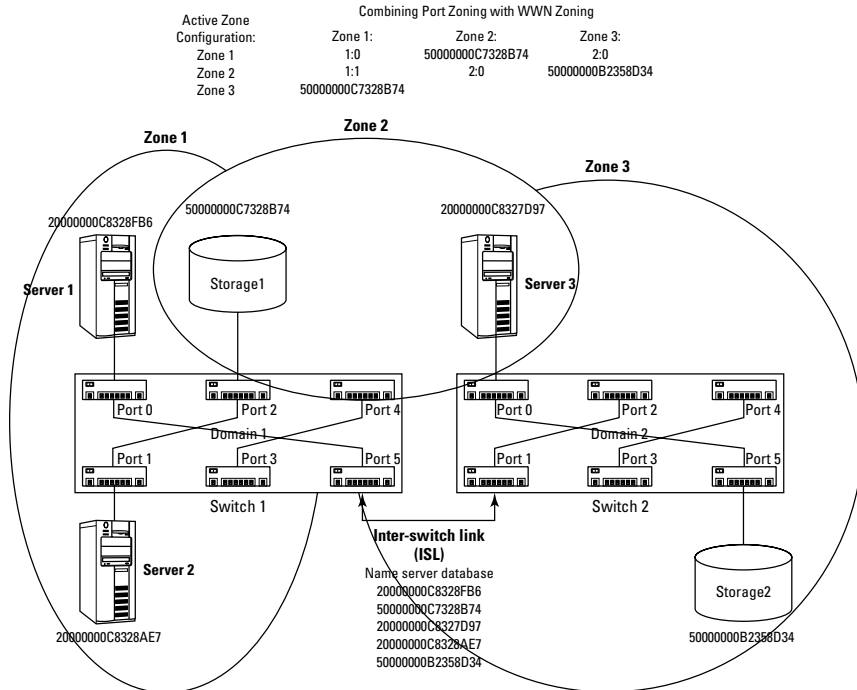 Combining Port Zoning with WWN Zoning
Active Zone
Configuration:
Zone 1
Zone 2
Zone 3
Zone 1:
1:0
1:1
50000000C7328B74
Zone 2:
50000000C7328B74
2:0
Zone 3:
2:0
50000000B2358D34
Zone 1
Zone 2
Zone 3
20000000C8328FB6
50000000C7328B74
20000000C8327D97
Server 1
Storage1
Server 3
Port 0
Port 2
Port 4
Domain 1
Port 1
Port 3
Port 5
Switch 1
Port 0
Port 2
Port 4
Domain 2
Port 1
Port 3
Port 5
Switch 2
Server 2
20000000C8328AE7
Inter-switch link
(ISL)
Name server database
20000000C8328FB6
50000000C7328B74
20000000C8327D97
20000000C8328AE7
50000000B2358D34
Storage2
50000000B2358D34